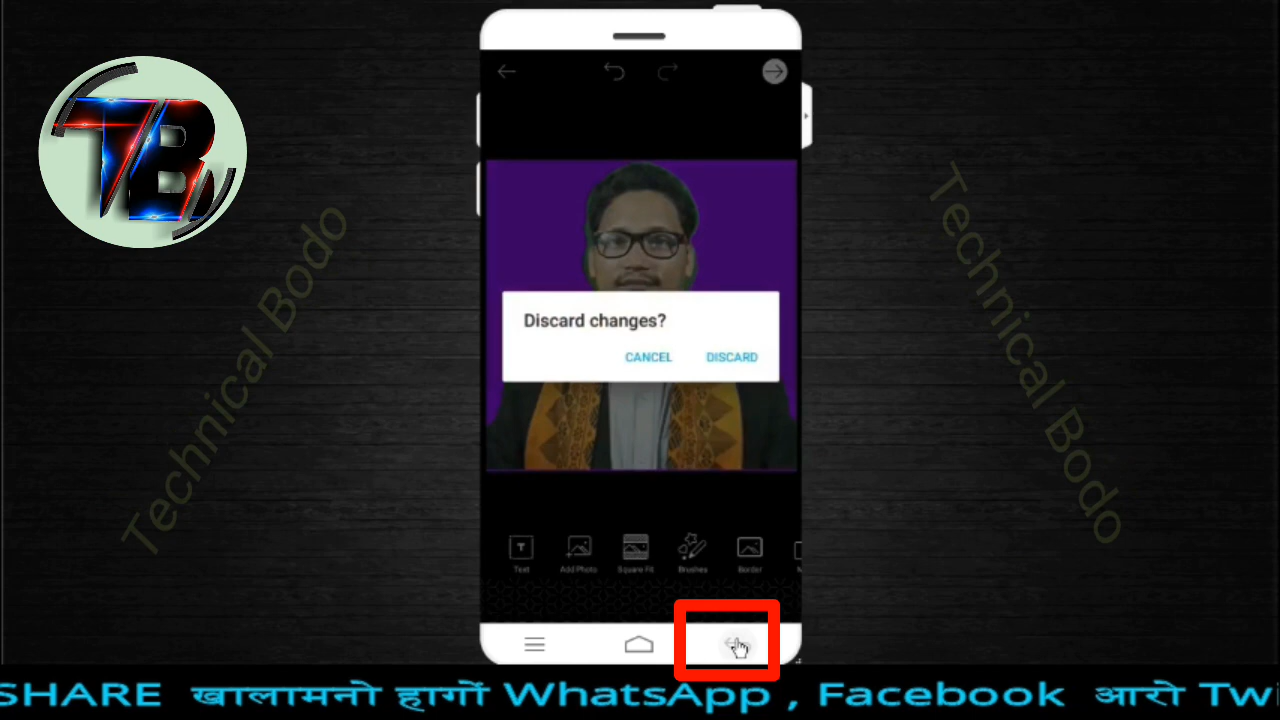 TB
Technical Bodo
Technical Bodo
Discard changes?
CANCEL DISCARD
Text Add Photo Square Fit Brushes Border
SHARE खालामनो हागों WhatsApp , Facebook आरो Twi